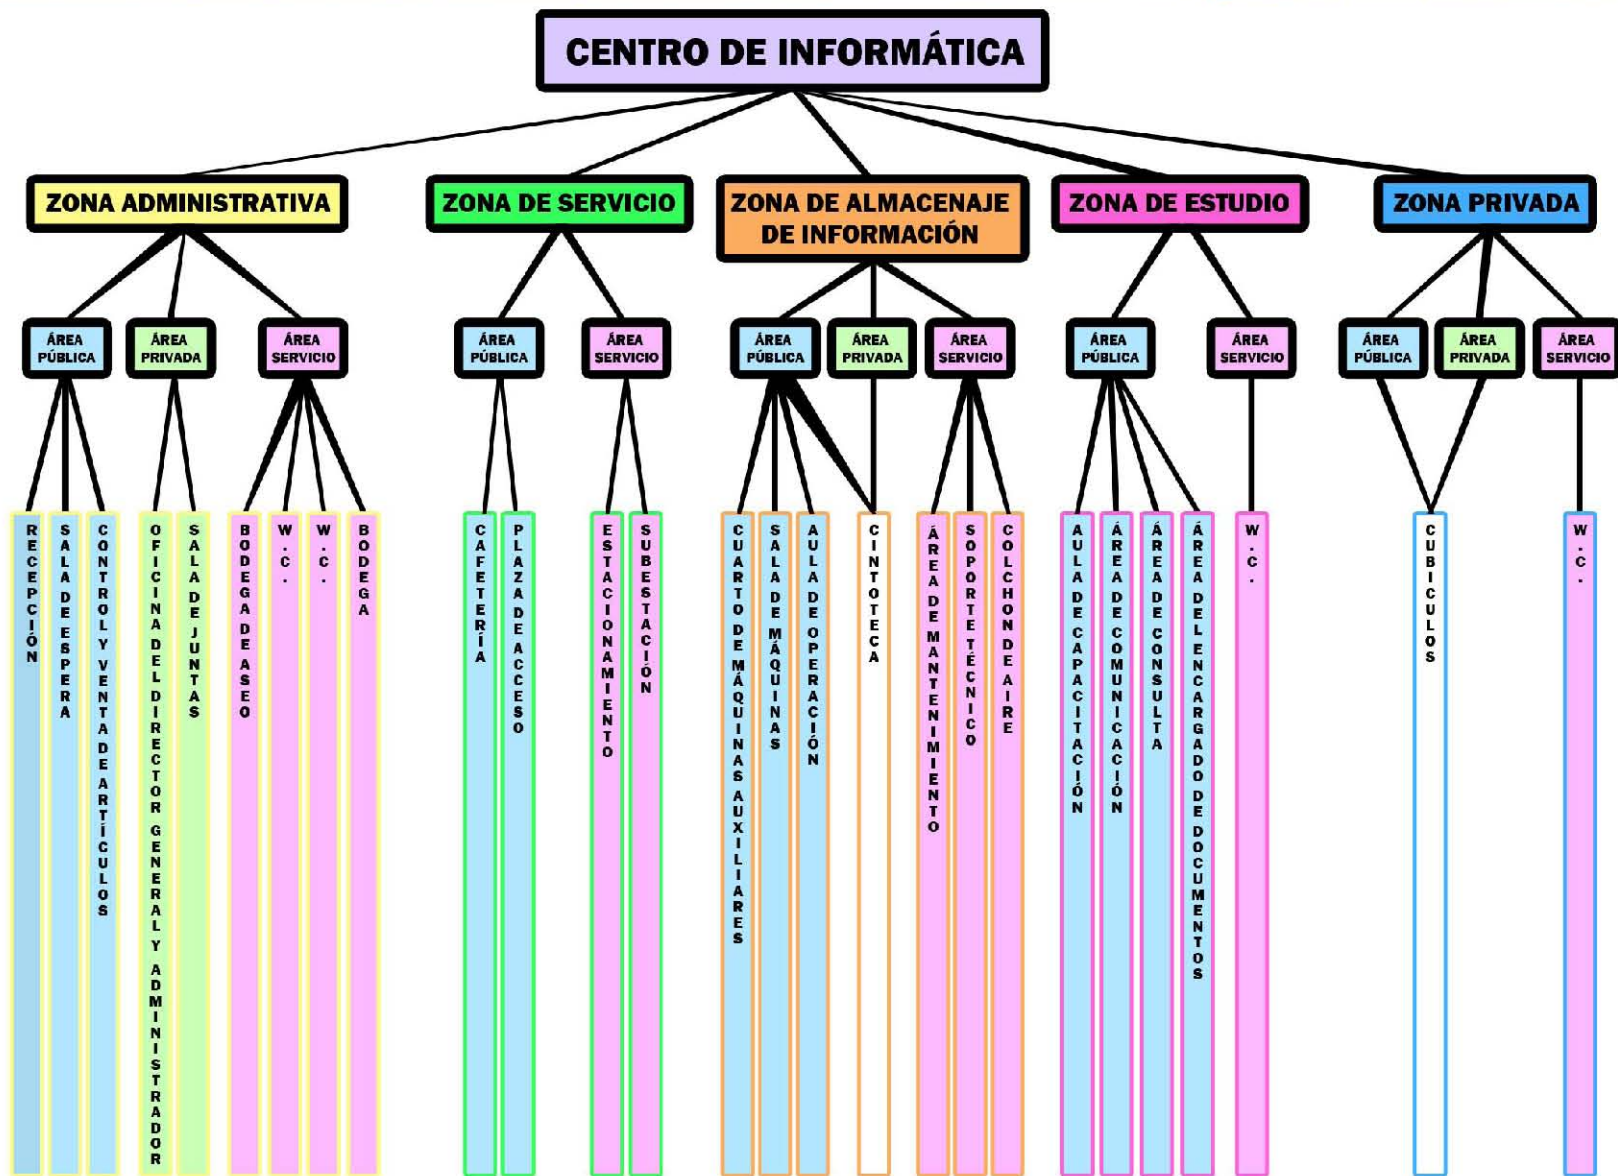 CENTRO DE INFORMÁTICA
ZONA ADMINISTRATIVA
ZONA DE SERVICIO
ZONA DE ALMACENAJE
DE INFORMACIÓN
ZONA DE ESTUDIO
ZONA PRIVADA
ÁREA
PÚBLICA
ÁREA
PRIVADA
ÁREA
SERVICIO
ÁREA
PÚBLICA
ÁREA
SERVICIO
ÁREA
PÚBLICA
ÁREA
PRIVADA
ÁREA
SERVICIO
ÁREA
PÚBLICA
ÁREA
SERVICIO
ÁREA
PÚBLICA
ÁREA
PRIVADA
ÁREA
SERVICIO
RECEPCIÓN
SALA DE ESPERA
CONTROL Y VENTA DE ARTÍCULOS
OFICINA DEL DIRECTOR GENERAL Y ADMINISTRADOR
SALA DE JUNTAS
BODEGA DE ASEO
W.C.
W.C.
BODEGA
CAFETERÍA
PLAZA DE ACCESO
ESTACIONAMIENTO
SUBESTACIÓN
CUARTO DE MÁQUINAS AUXILIARES
SALA DE MÁQUINAS
AULA DE OPERACIÓN
CINTOTECA
ÁREA DE MANTENIMIENTO
SOPORTE TÉCNICO
COLCHON DE AIRE
AULA DE CAPACITACIÓN
ÁREA DE COMUNICACIÓN
ÁREA DE CONSULTA
ÁREA DEL ENCARGADO DE DOCUMENTOS
W.C.
CUBICULOS
W.C.